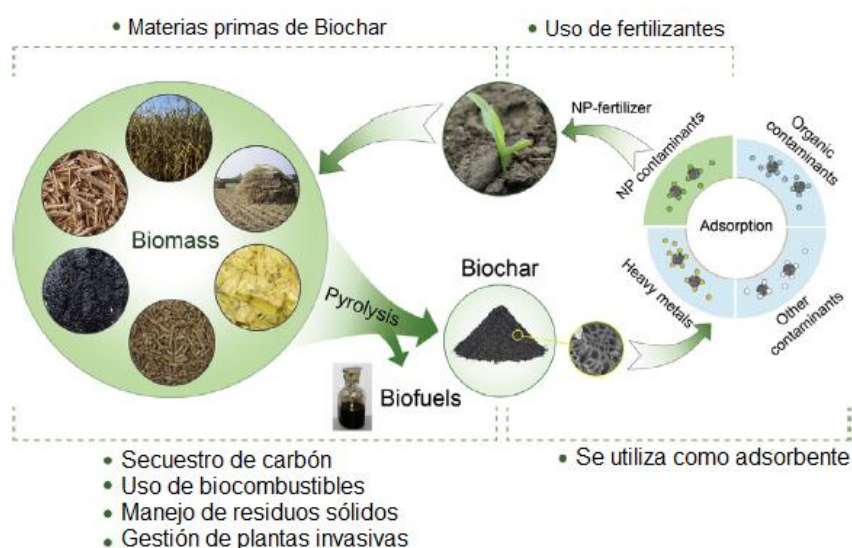 • Materias primas de Biochar
• Uso de fertilizantes
NP-fertilizer
NP contaminants
Organic
contaminants
Adsorption
Heavy metals
Other
contaminants
Biomass
Pyrolysis
Biochar
Biofuels
• Secuestro de carbón
• Uso de biocombustibles
• Manejo de residuos sólidos
• Gestión de plantas invasivas
• Se utiliza como adsorbente